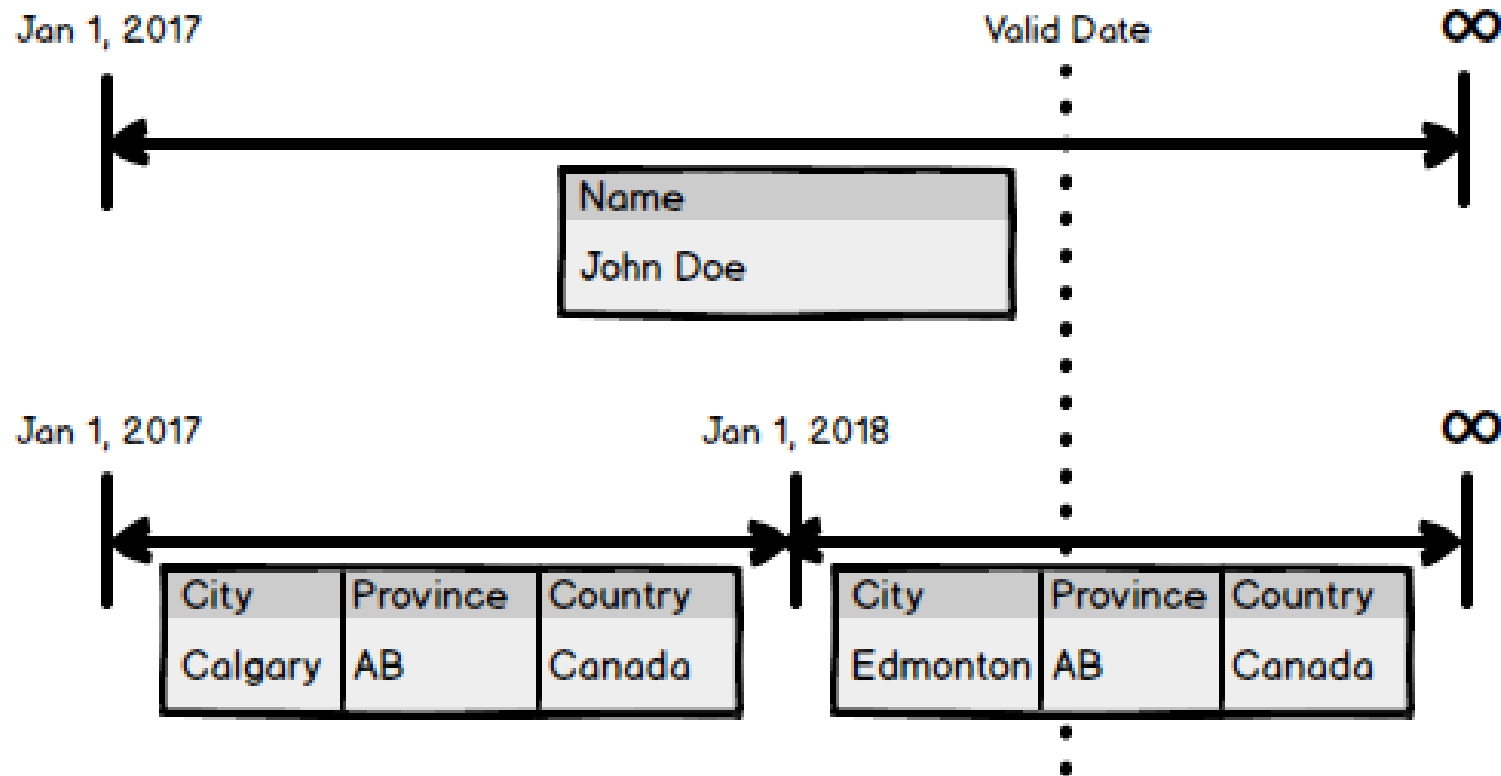 Jan 1, 2017 Valid Date ∞
Name
John Doe
Jan 1, 2017 Jan 1, 2018 ∞
City Province Country City Province Country
Calgary AB Canada Edmonton AB Canada